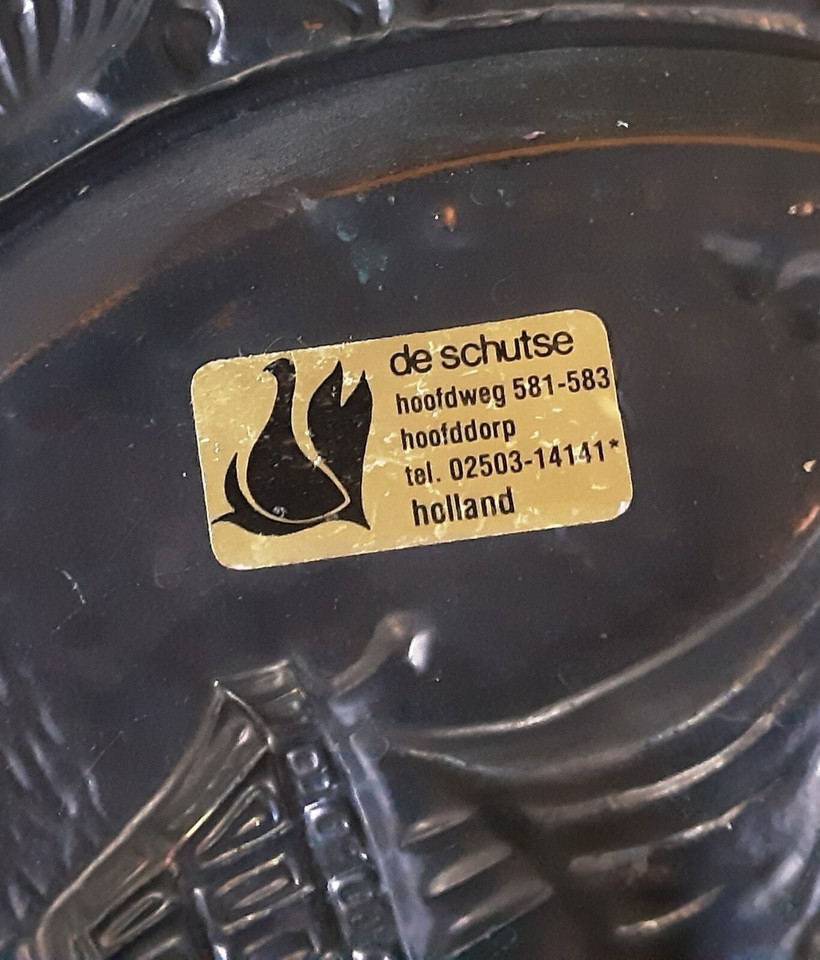 de schutse
hoofdweg 581-583
hoofddorp
tel. 02503-14141*
holland